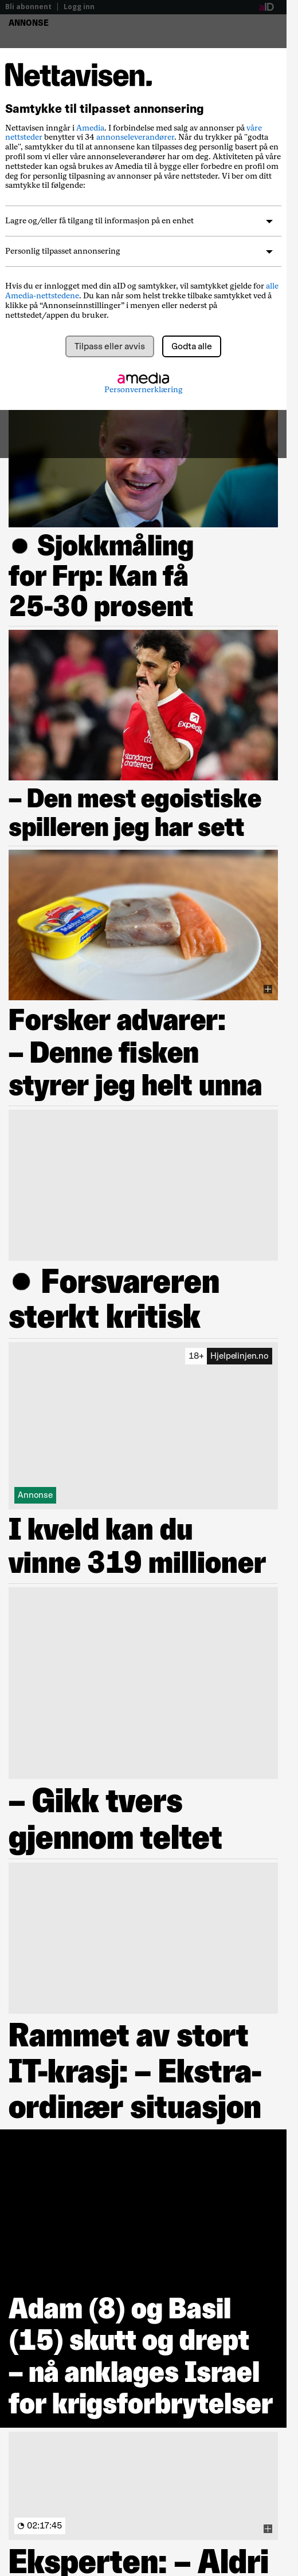 Bli abonnent | Logg inn
aID
ANNONSE
Nettavisen.
Samtykke til tilpasset annonsering
Nettavisen inngår i Amedia. I forbindelse med salg av annonser på våre
nettsteder benytter vi 34 annonseleverandører. Når du trykker på "godta
alle", samtykker du til at annonsene kan tilpasses deg personlig basert på en
profil som vi eller våre annonseleverandører har om deg. Aktiviteten på våre
nettsteder kan også brukes av Amedia til å bygge eller forbedre en profil om
deg for personlig tilpasning av annonser på våre nettsteder. Vi ber om ditt
samtykke til følgende:
Lagre og/eller få tilgang til informasjon på en enhet
Personlig tilpasset annonsering
Hvis du er innlogget med din aID og samtykker, vil samtykket gjelde for alle
Amedia-nettstedene. Du kan når som helst trekke tilbake samtykket ved å
klikke på “Annonseinnstillinger” i menyen eller nederst på
nettstedet/appen du bruker.
Tilpass eller avvis
Godta alle
amedia
Personvernerklæring
Sjokkmåling
for Frp: Kan få
25-30 prosent
Expedia
standard
chartered
– Den mest egoistiske
spilleren jeg har sett
Forsker advarer:
– Denne fisken
styrer jeg helt unna
Forsvareren
sterkt kritisk
18+ Hjelpelinjen.no
Annonse
I kveld kan du
vinne 319 millioner
– Gikk tvers
gjennom teltet
Rammet av stort
IT-krasj: – Ekstra-
ordinær situasjon
Adam (8) og Basil
(15) skutt og drept
– nå anklages Israel
for krigsforbrytelser
02:17:45
Eksperten: – Aldri